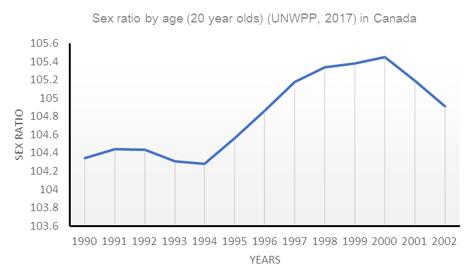 Sex ratio by age (20 year olds) (UNWPP, 2017) in Canada
105.6
105.4
105.2
105
104.8
104.6
104.4
104.2
104
103.8
103.6
SEX RATIO
1990 1991 1992 1993 1994 1995 1996 1997 1998 1999 2000 2001 2002
YEARS